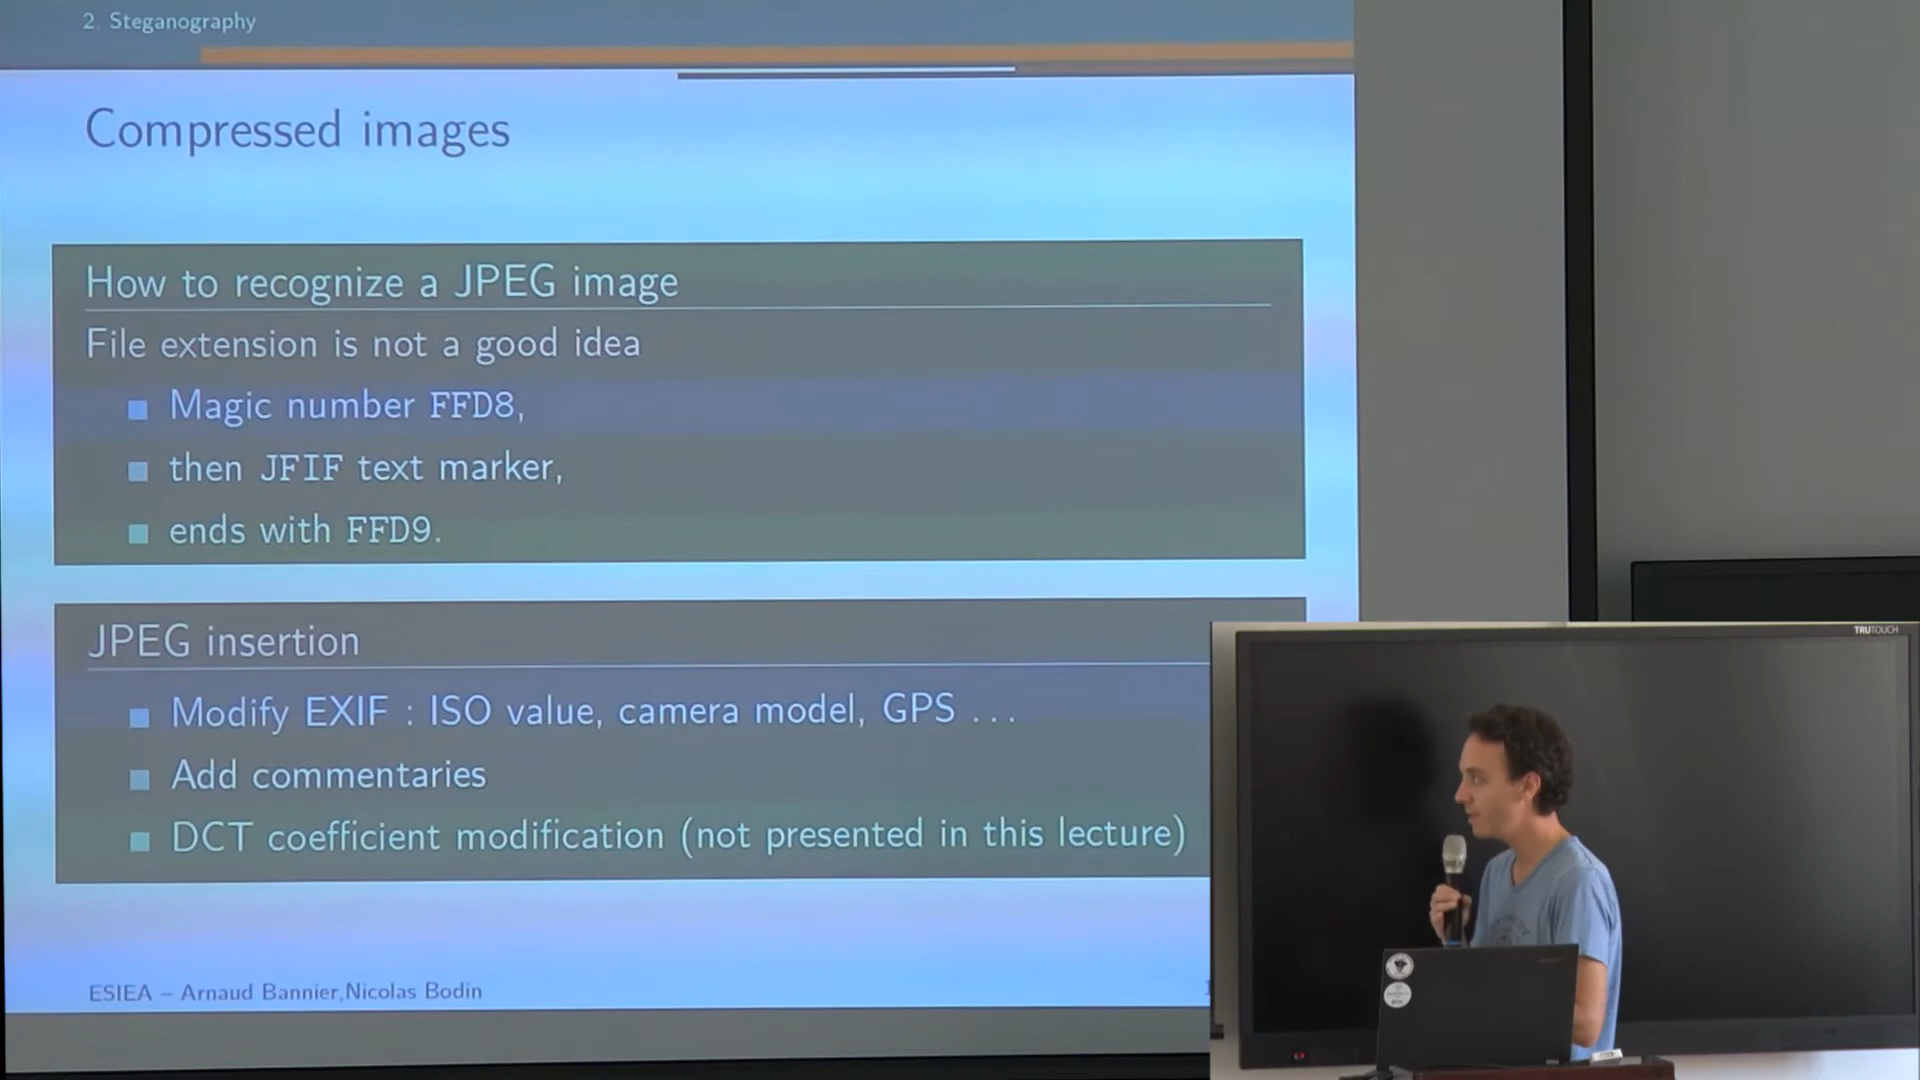 2. Steganography
Compressed images
How to recognize a JPEG image
File extension is not a good idea
Magic number FFD8,
then JFIF text marker,
ends with FFD9.
JPEG insertion
Modify EXIF : ISO value, camera model, GPS ...
Add commentaries
DCT coefficient modification (not presented in this lecture)
ESIEA – Arnaud Bannier,Nicolas Bodin
TRUTOUCH